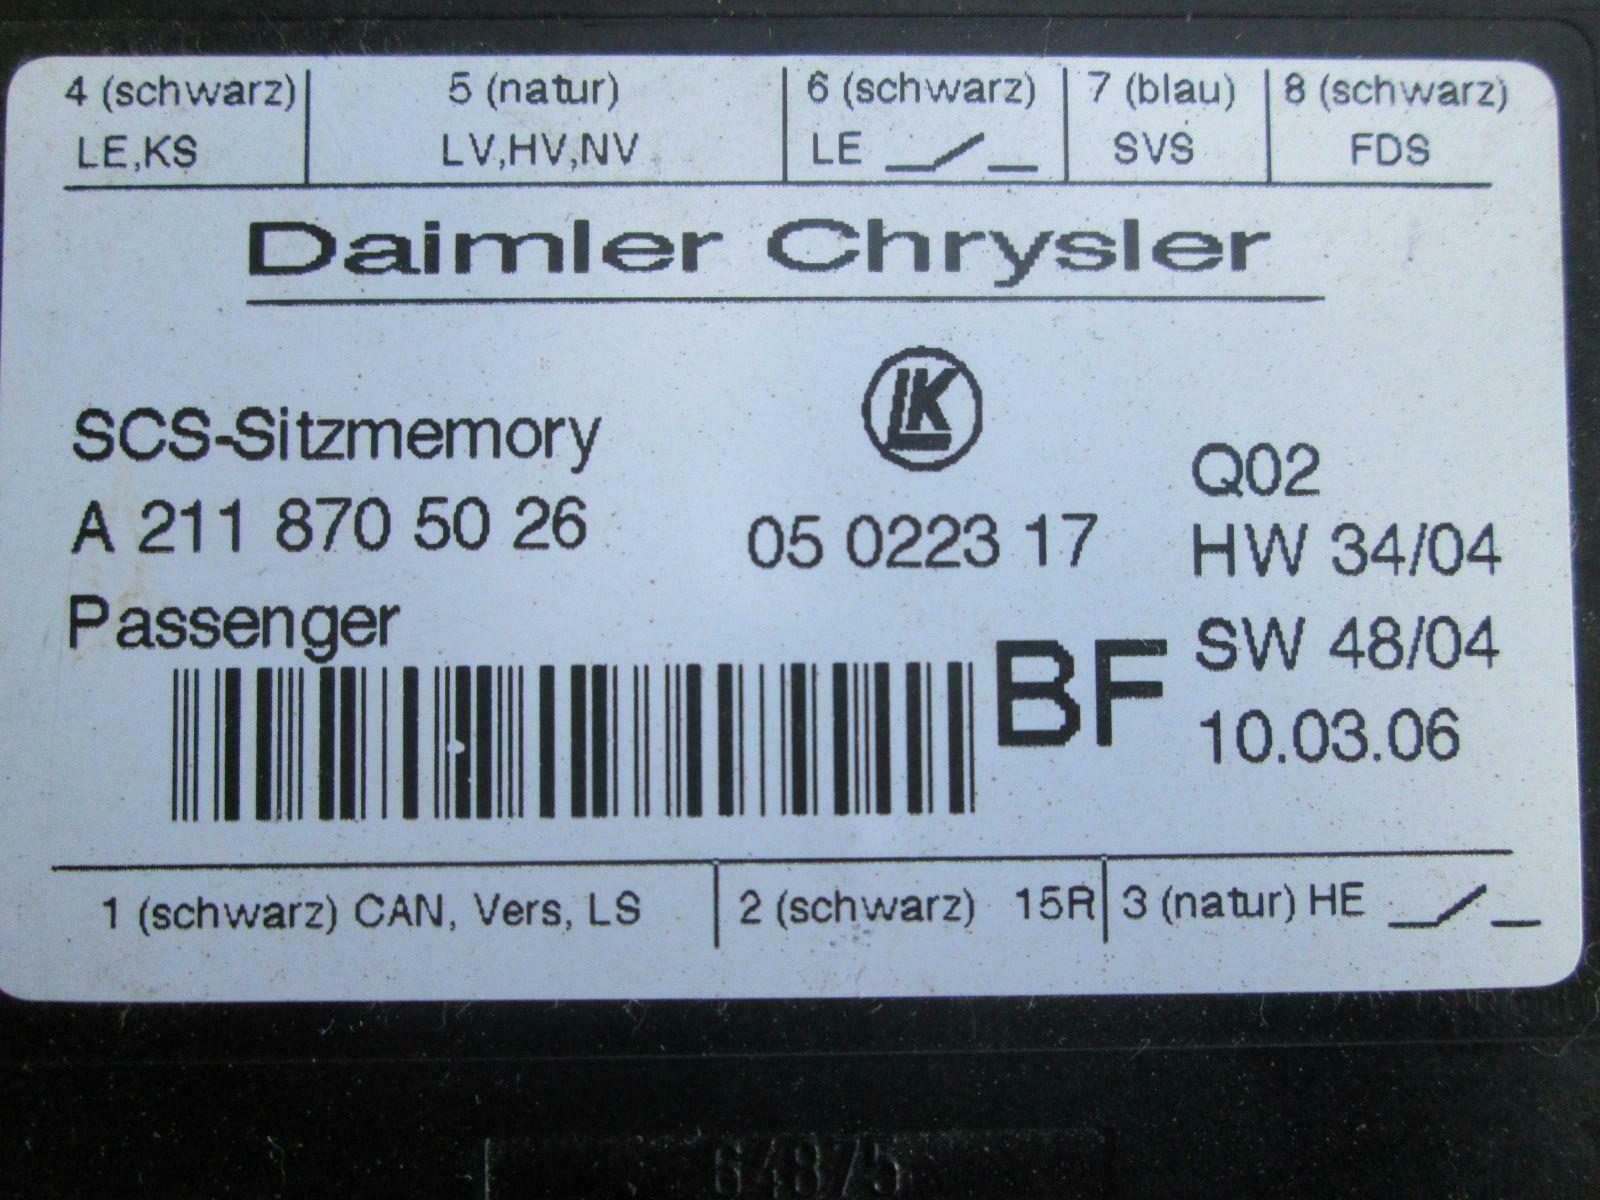 4 (schwarz) 5 (natur) 6 (schwarz) 7 (blau) 8 (schwarz)
LE,KS LV,HV,NV LE SVS FDS
Daimler Chrysler
LK
SCS-Sitzmemory
Q02
A 211 870 50 26 05 0223 17 HW 34/04
Passenger
BF SW 48/04
10.03.06
1 (schwarz) CAN, Vers, LS 2 (schwarz) 15R 3 (natur) HE
64875